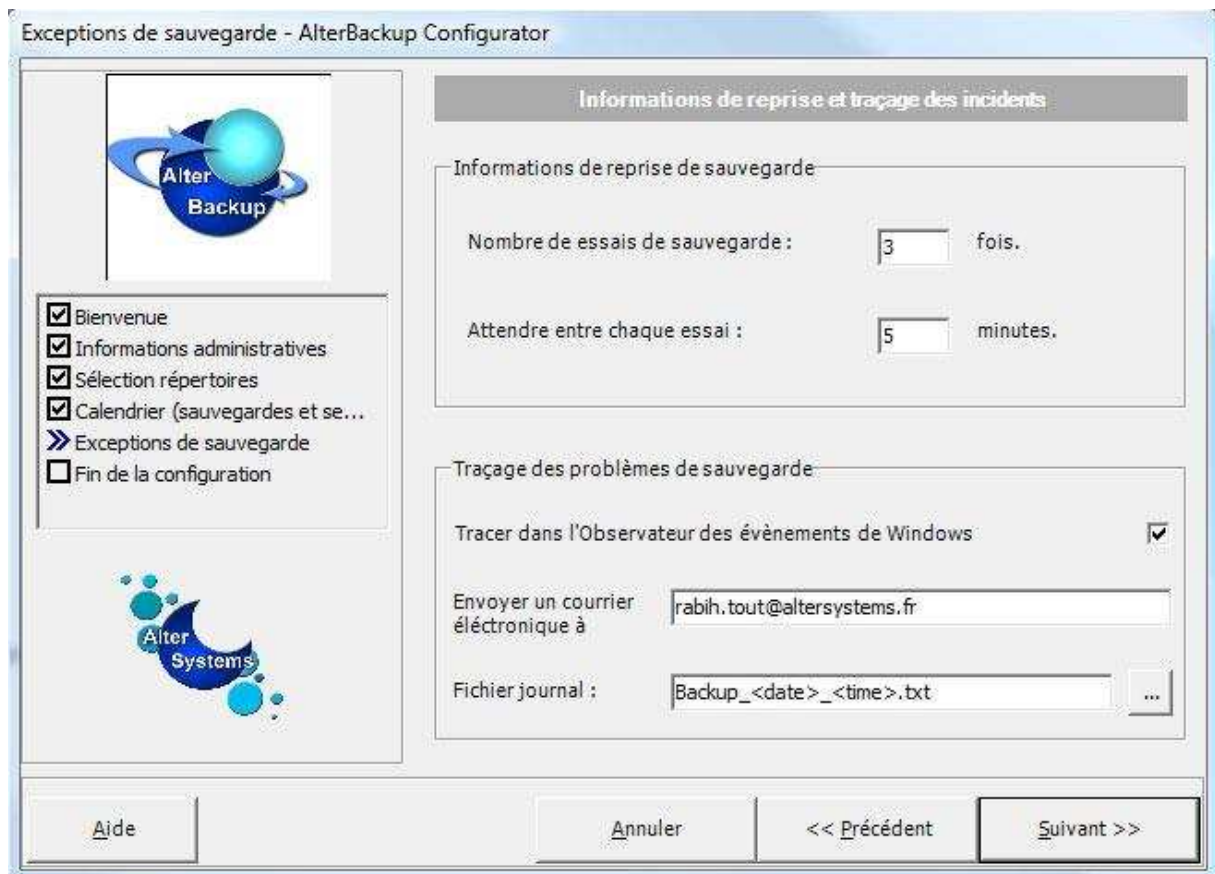 Exceptions de sauvegarde - AlterBackup Configurator
Alter
Backup
Bienvenue
Informations administratives
Sélection répertoires
Calendrier (sauvegardes et se...
Exceptions de sauvegarde
Fin de la configuration
Alter
Systems
Informations de reprise et traçage des incidents
Informations de reprise de sauvegarde
Nombre de essais de sauvegarde : 3 fois.
Attendre entre chaque essai : 5 minutes.
Traçage des problèmes de sauvegarde
Tracer dans l'Observateur des évènements de Windows
Envoyer un courrier
éléctronique à
rabih.tout@altersystems.fr
Fichier journal : Backup_<date>_<time>.txt ...
Aide Annuler << Précédent Suivant >>